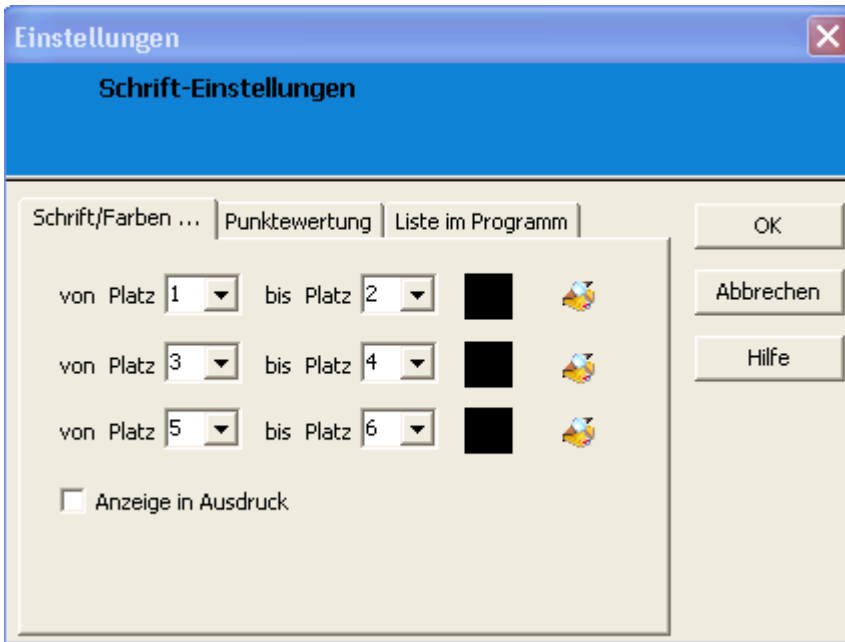 Einstellungen
Schrift-Einstellungen
Schrift/Farben ... Punktewertung Liste im Programm
OK
von Platz 1 bis Platz 2
Abbrechen
von Platz 3 bis Platz 4
Hilfe
von Platz 5 bis Platz 6
Anzeige in Ausdruck